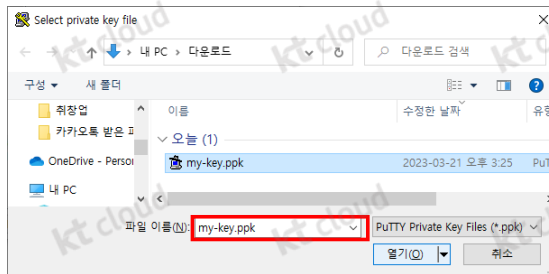 Select private key file
내 PC > 다운로드
다운로드 검색
구성
새 폴더
취창업
카카오톡 받은 파
OneDrive - Person
내 PC
이름
수정한 날짜
유형
오늘 (1)
my-key.ppk
2023-03-21 오후 3:25
PuT
파일 이름(N):
my-key.ppk
PuTTY Private Key Files (*.ppk)
열기(O)
취소
kt cloud
kt cloud
kt c
kt cloud
kt cloud
kt cloud